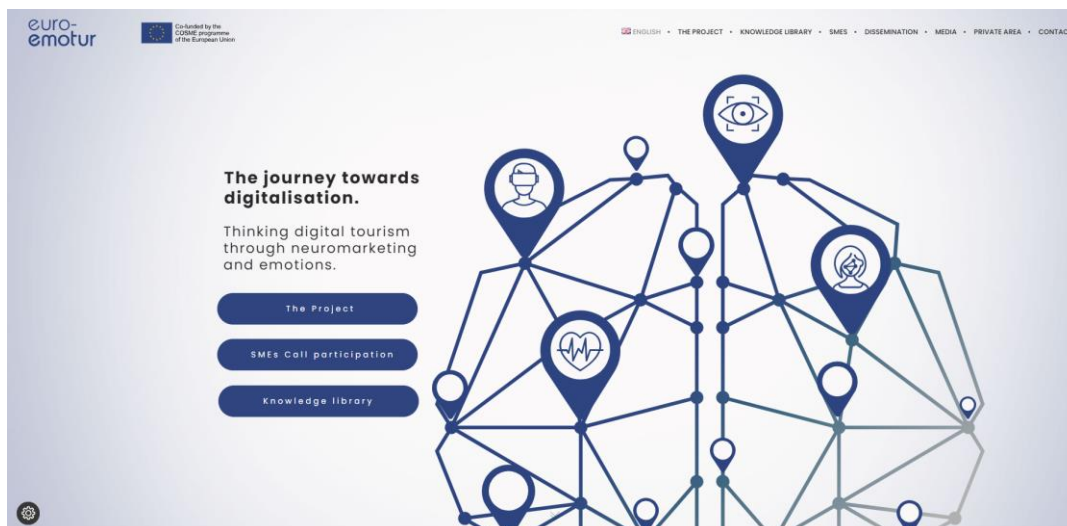 euro-
emotur
Co-funded by the
COSME programme
of the European Union
ENGLISH • THE PROJECT • KNOWLEDGE LIBRARY • SMES • DISSEMINATION • MEDIA • PRIVATE AREA • CONTAC
The journey towards
digitalisation.
Thinking digital tourism
through neuromarketing
and emotions.
The Project
SMEs Call participation
Knowledge library